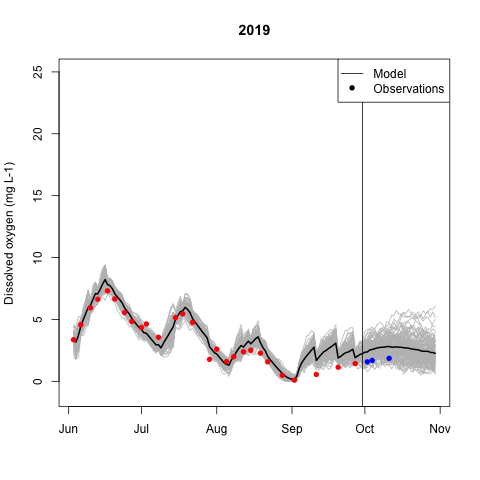 2019
Dissolved oxygen (mg L-1)
25
20
15
10
5
0
Model
Observations
Jun
Jul
Aug
Sep
Oct
Nov